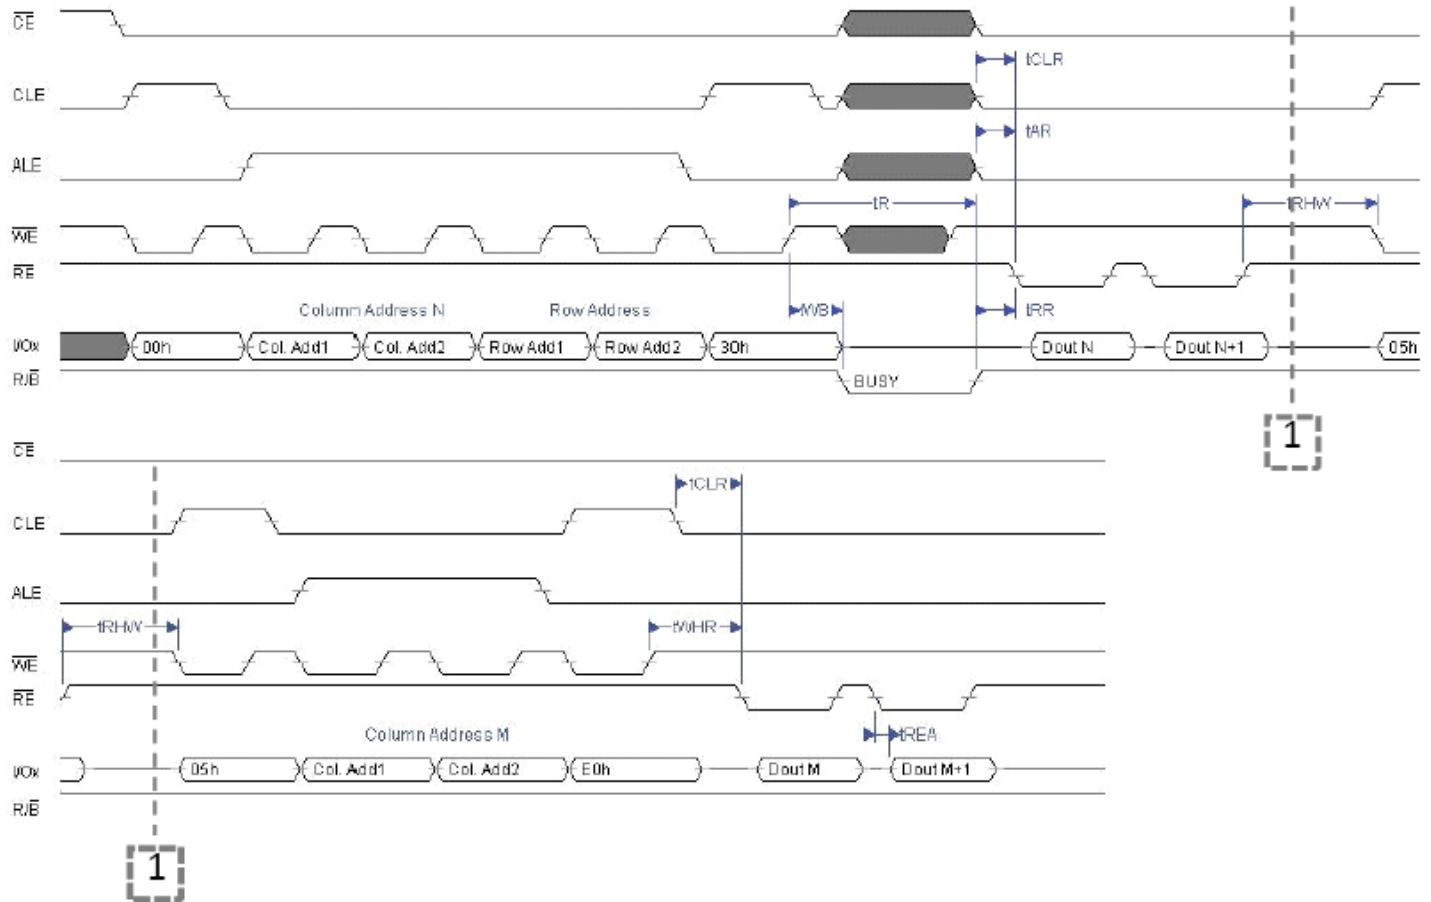 CE
CLE
tCLR
ALE
tAR
WE
tR
tRHW
RE
Column Address N Row Address tWB tRR
I/Ox 00h Col. Add1 Col. Add2 Row Add1 Row Add2 30h Dout N Dout N+1 05h
R/B BUSY
1
CE
tCLR
CLE
ALE
tRHW tWHR
WE
RE
Column Address M tREA
I/Ox 05h Col. Add1 Col. Add2 E0h Dout M Dout M+1
R/B
1